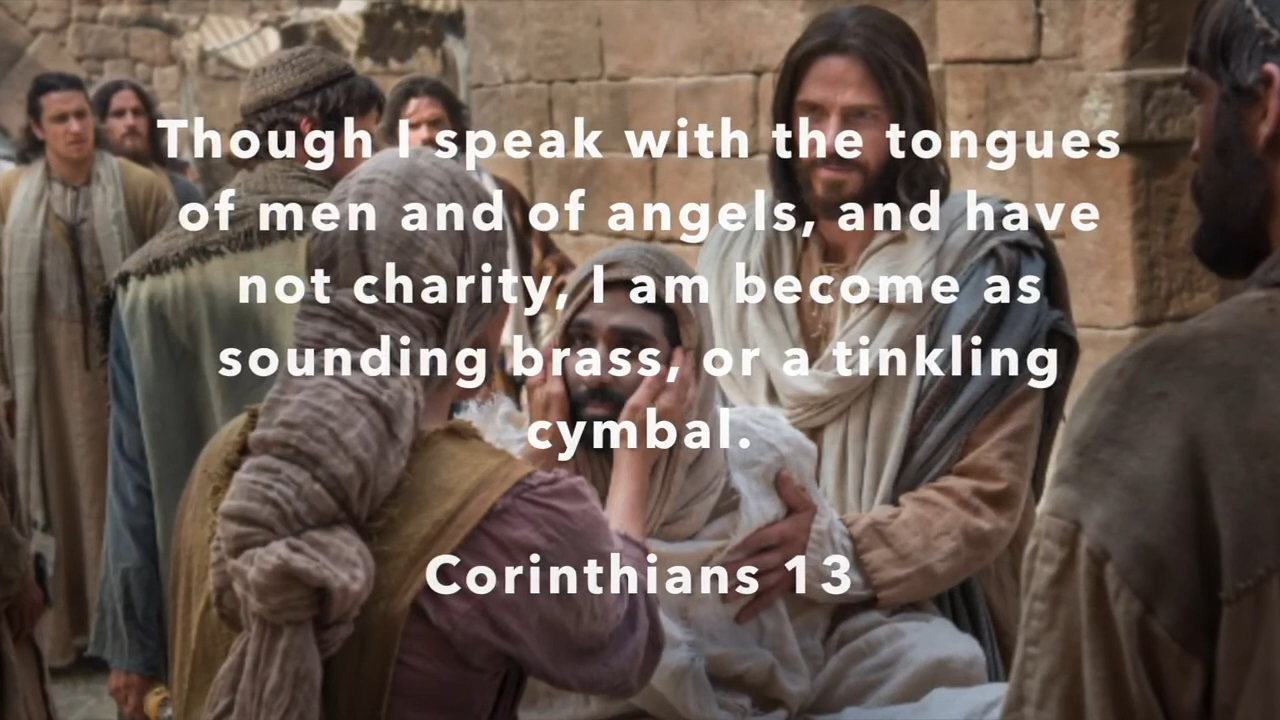 Though I speak with the tongues
of men and of angels, and have
not charity, I am become as
sounding brass, or a tinkling
cymbal.
Corinthians 13